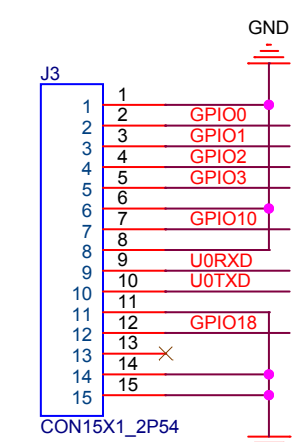 GND
J3
1 1
2 2 GPIO0
3 3 GPIO1
4 4 GPIO2
5 5 GPIO3
6 6
7 7 GPIO10
8 8
9 9 U0RXD
10 10 U0TXD
11 11
12 12 GPIO18
13 13
14 14
15 15
CON15X1_2P54